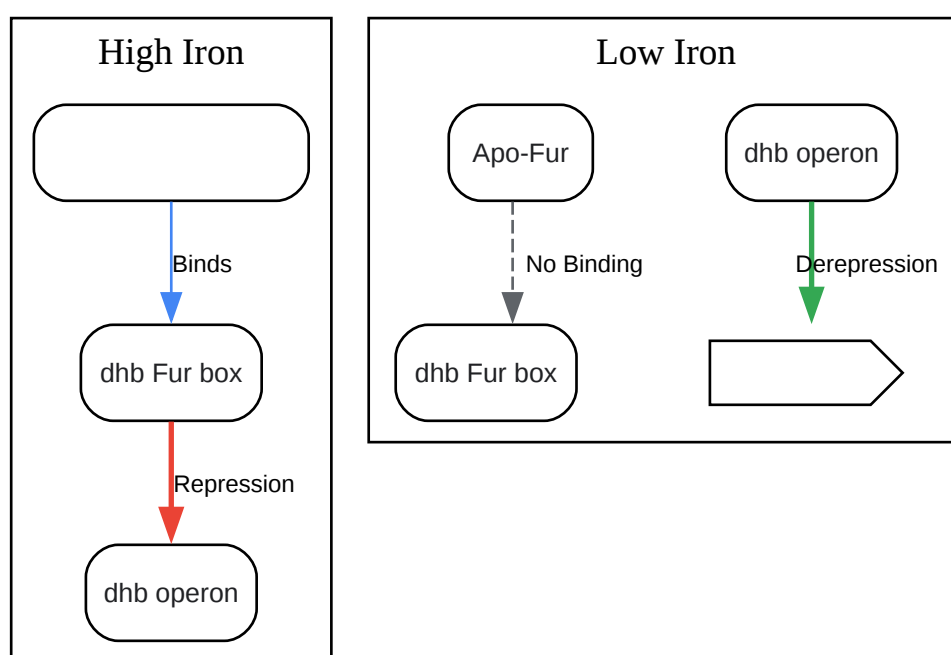 High Iron
Binds
dhb Fur box
Repression
dhb operon
Low Iron
Apo-Fur
dhb operon
No Binding
Derepression
dhb Fur box